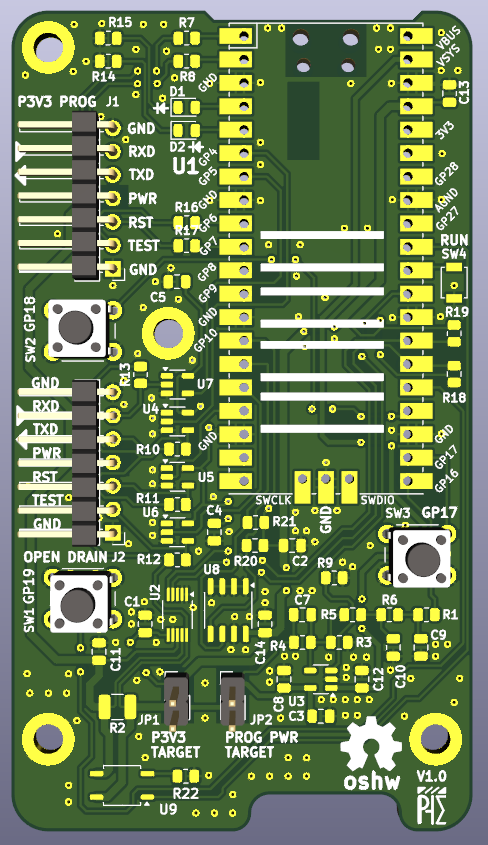 R15
R7
VBUS
VSYS
R14
R8
GND
C13
P3V3 PROG J1
D1
GND
3V3
D2
RXD
GP4
U1
TXD
GP5
GP28
PWR
GND
AGND
R16
GP6
GP27
RST
R17
GP7
RUN
TEST
SW4
GND
GP8
C5
GP9
SW2 GP18
GND
R19
GP10
R13
U7
GND
R18
RXD
U4
TXD
GND
GND
R10
PWR
GP17
RST
U5
GP16
R11
SWCLK
SWDIO
TEST
U6
C4
GND
SW3 GP17
GND
R21
OPEN DRAIN J2
R12
R20
C2
U8
R9
SW1 GP19
U2
C1
C7
R5
R6
R1
C14
R4
R3
C11
C10
C9
C8
U3
C12
JP1
JP2
C3
R2
P3V3
TARGET
PROG PWR
TARGET
oshw
V1.0
R22
U9